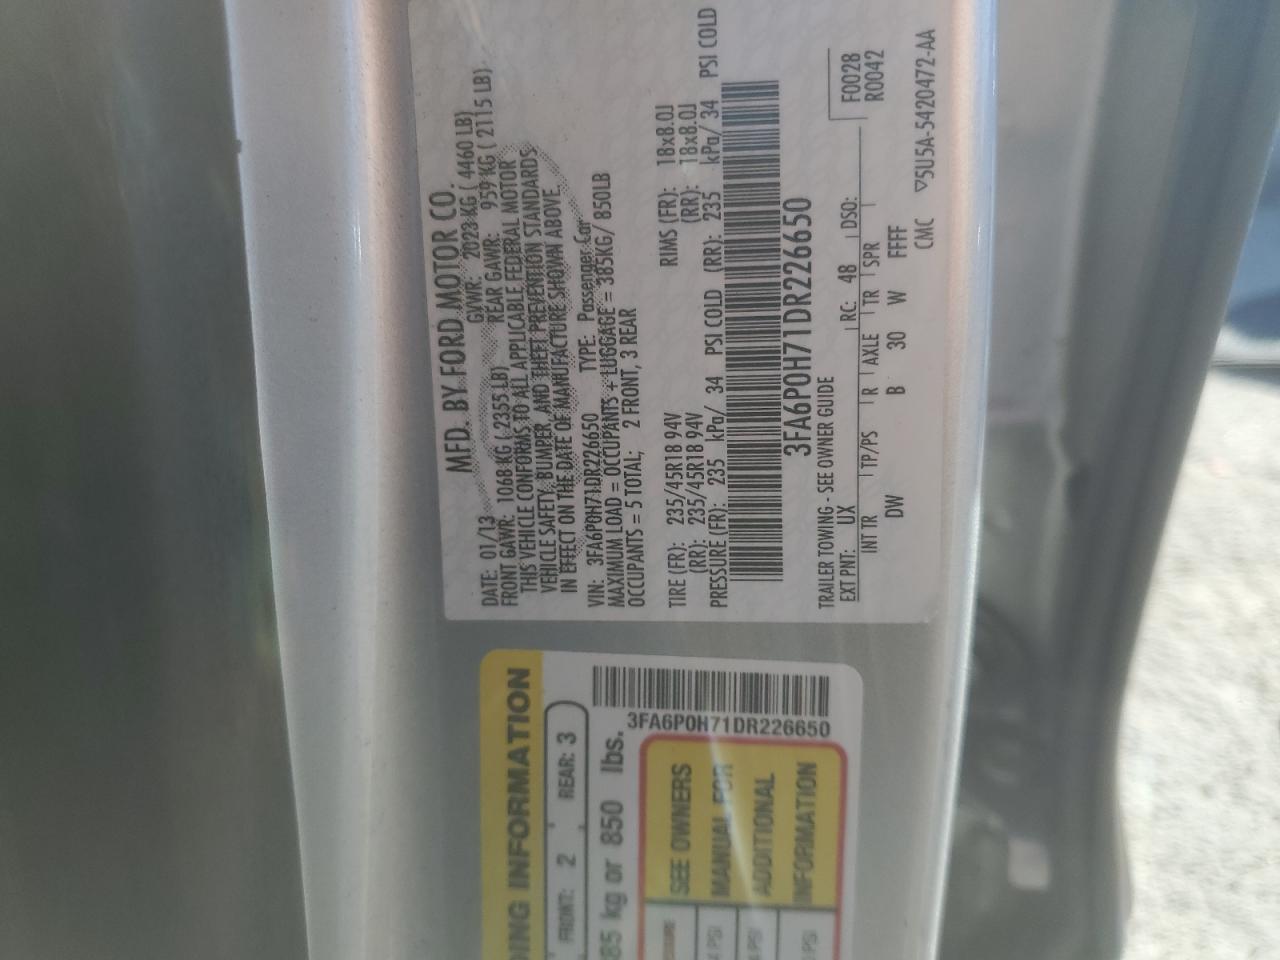 MFD. BY FORD MOTOR CO.
DATE: 01/13 GVWR: 2023 KG ( 4460 LB)
FRONT GAWR: 1068 KG ( 2355 LB) REAR GAWR: 959 KG ( 2115 LB)
THIS VEHICLE CONFORMS TO ALL APPLICABLE FEDERAL MOTOR
VEHICLE SAFETY, BUMPER, AND THEFT PREVENTION STANDARDS
IN EFFECT ON THE DATE OF MANUFACTURE SHOWN ABOVE.
VIN: 3FA6P0H71DR226650 TYPE: Passenger Car
MAXIMUM LOAD = OCCUPANTS + LUGGAGE = 385KG/ 850LB
OCCUPANTS = 5 TOTAL; 2 FRONT, 3 REAR
TIRE (FR): 235/45R18 94V RIMS (FR): 18x8.0J
(RR): 235/45R18 94V (RR): 18x8.0J
PRESSURE (FR): 235 kPa/ 34 PSI COLD (RR): 235 kPa/ 34 PSI COLD
3FA6P0H71DR226650
TRAILER TOWING - SEE OWNER GUIDE
F0028
R0042
EXT PNT: UX RC: 48 DSO:
INT TR TP/PS R AXLE TR SPR
DW B 30 W FFFF
CMC ▽5U5A-5420472-AA
DING INFORMATION
FRONT: 2 REAR: 3
85 kg or 850 lbs.
3FA6P0H71DR226650
SEE OWNERS
MANUAL FOR
ADDITIONAL
INFORMATION
PSI
PSI
PSI